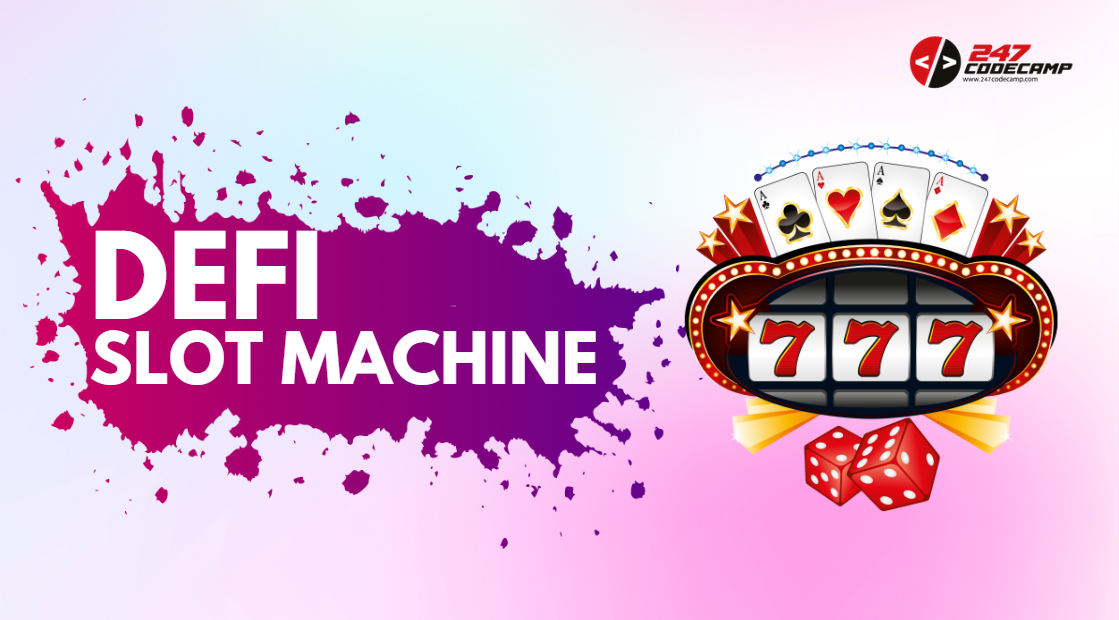 247
CODECAMP
www.247codecamp.com
DEFI
SLOT MACHINE
A
A
A
A
7 7 7